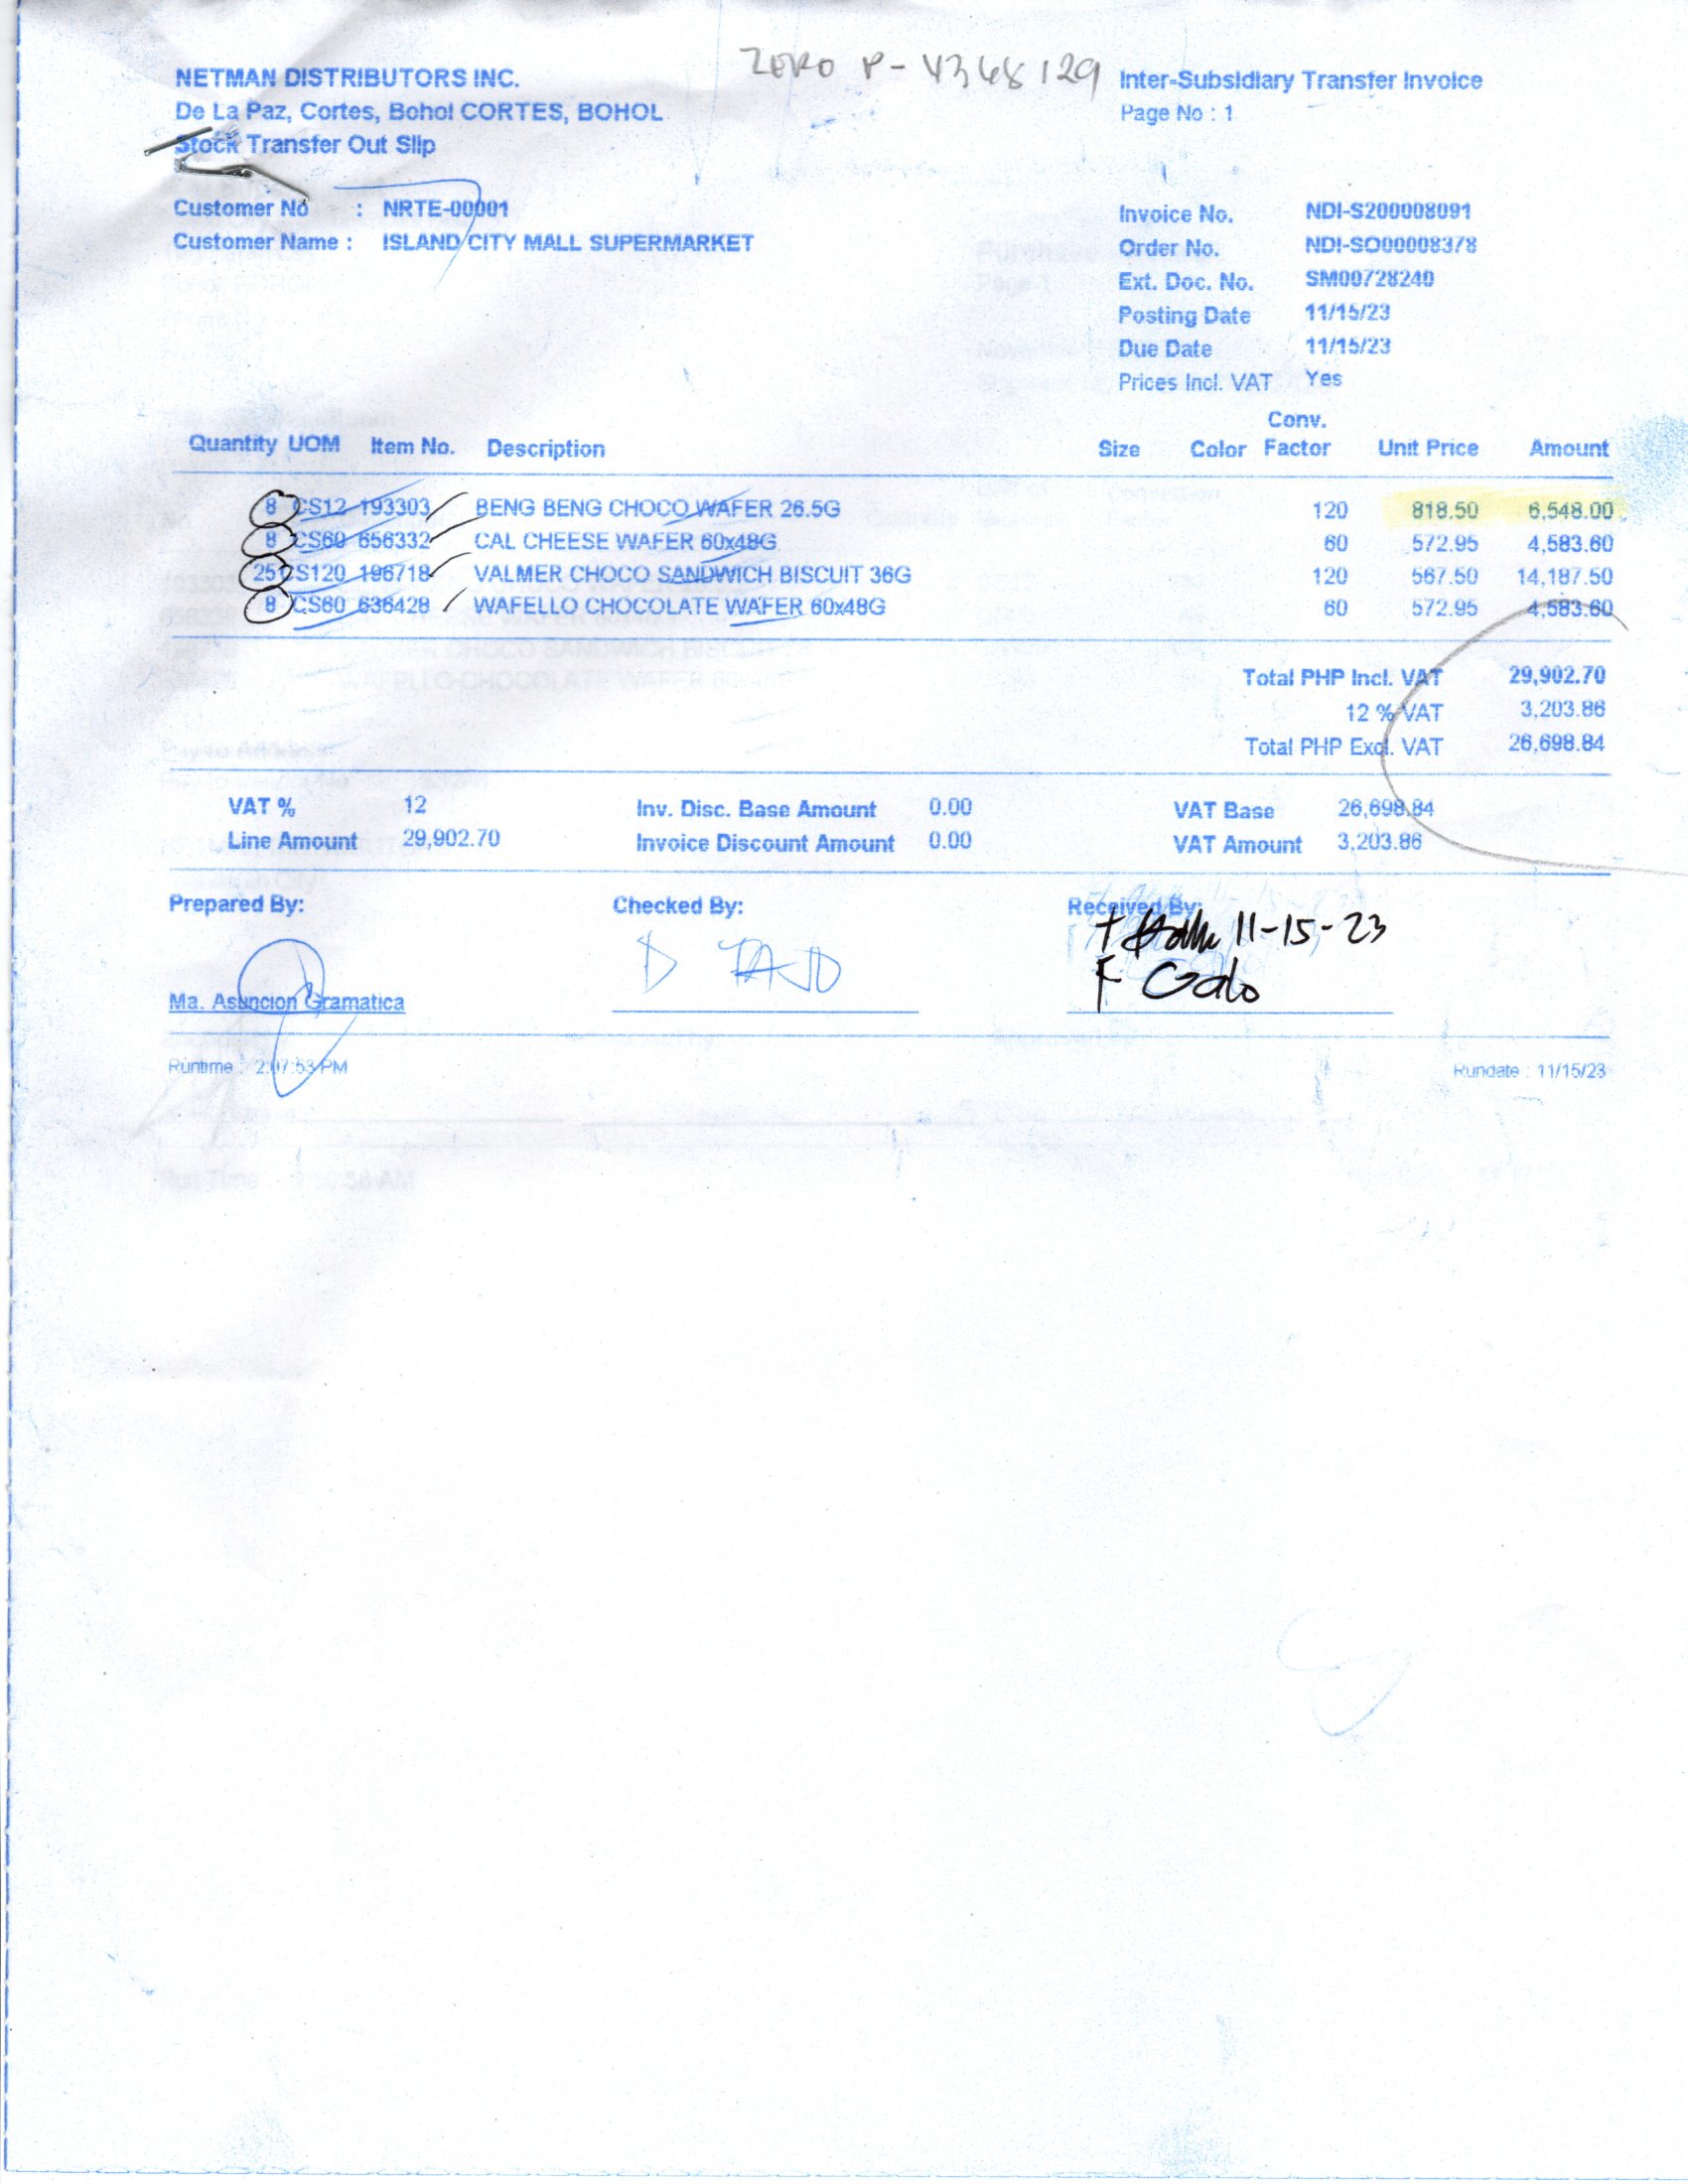 ZERO P-4368129
NETMAN DISTRIBUTORS INC.
De La Paz, Cortes, Bohol CORTES, BOHOL
Stock Transfer Out Slip
Inter-Subsidiary Transfer Invoice
Page No : 1
Customer No : NRTE-00001
Customer Name : ISLAND CITY MALL SUPERMARKET
Invoice No. NDI-S200008091
Order No. NDI-SO00008378
Ext. Doc. No. SM00728240
Posting Date 11/15/23
Due Date 11/15/23
Prices Incl. VAT Yes
Quantity UOM Item No. Description Size Color Conv. Factor Unit Price Amount
8 CS12 193303 BENG BENG CHOCO WAFER 26.5G 120 818.50 6,548.00
8 CS60 656332 CAL CHEESE WAFER 60x48G 60 572.95 4,583.60
25 CS120 196718 VALMER CHOCO SANDWICH BISCUIT 36G 120 567.50 14,187.50
8 CS60 636428 WAFELLO CHOCOLATE WAFER 60x48G 60 572.95 4,583.60
Total PHP Incl. VAT 29,902.70
12 % VAT 3,203.86
Total PHP Excl. VAT 26,698.84
VAT % 12 Inv. Disc. Base Amount 0.00 VAT Base 26,698.84
Line Amount 29,902.70 Invoice Discount Amount 0.00 VAT Amount 3,203.86
Prepared By: Checked By: Received By:
11-15-23
D TAJO
Ma. Asuncion Gramatica
Runtime : 2:07:53 PM Rundate : 11/15/23
Run Time